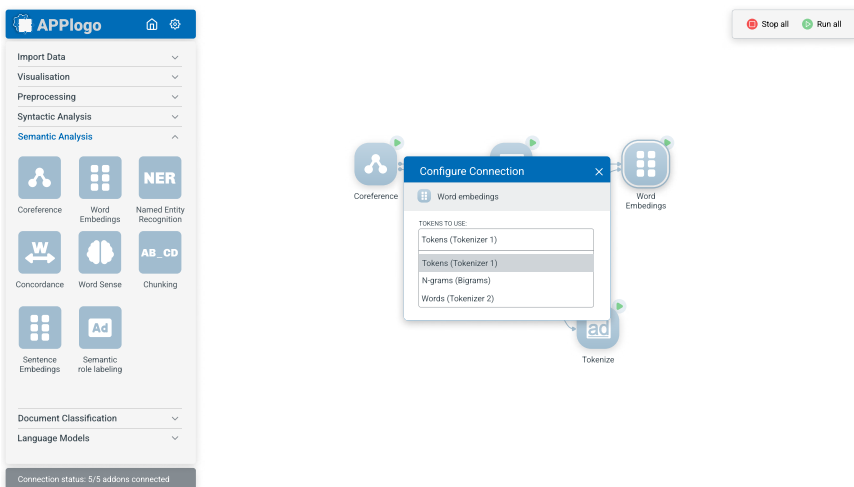 APPlogo
Stop all
Run all
Import Data
Visualisation
Preprocessing
Syntactic Analysis
Semantic Analysis
Coreference
Word
Embedings
Named Entity
Recognition
NER
Concordance
W
Word Sense
Chunking
AB_CD
Sentence
Embedings
Semantic
role labeling
Ad
Document Classification
Language Models
Connection status: 5/5 addons connected
Coreference
Configure Connection
Word embedings
TOKENS TO USE:
Tokens (Tokenizer 1)
Tokens (Tokenizer 1)
N-grams (Bigrams)
Words (Tokenizer 2)
Word
Embedings
ad
Tokenize